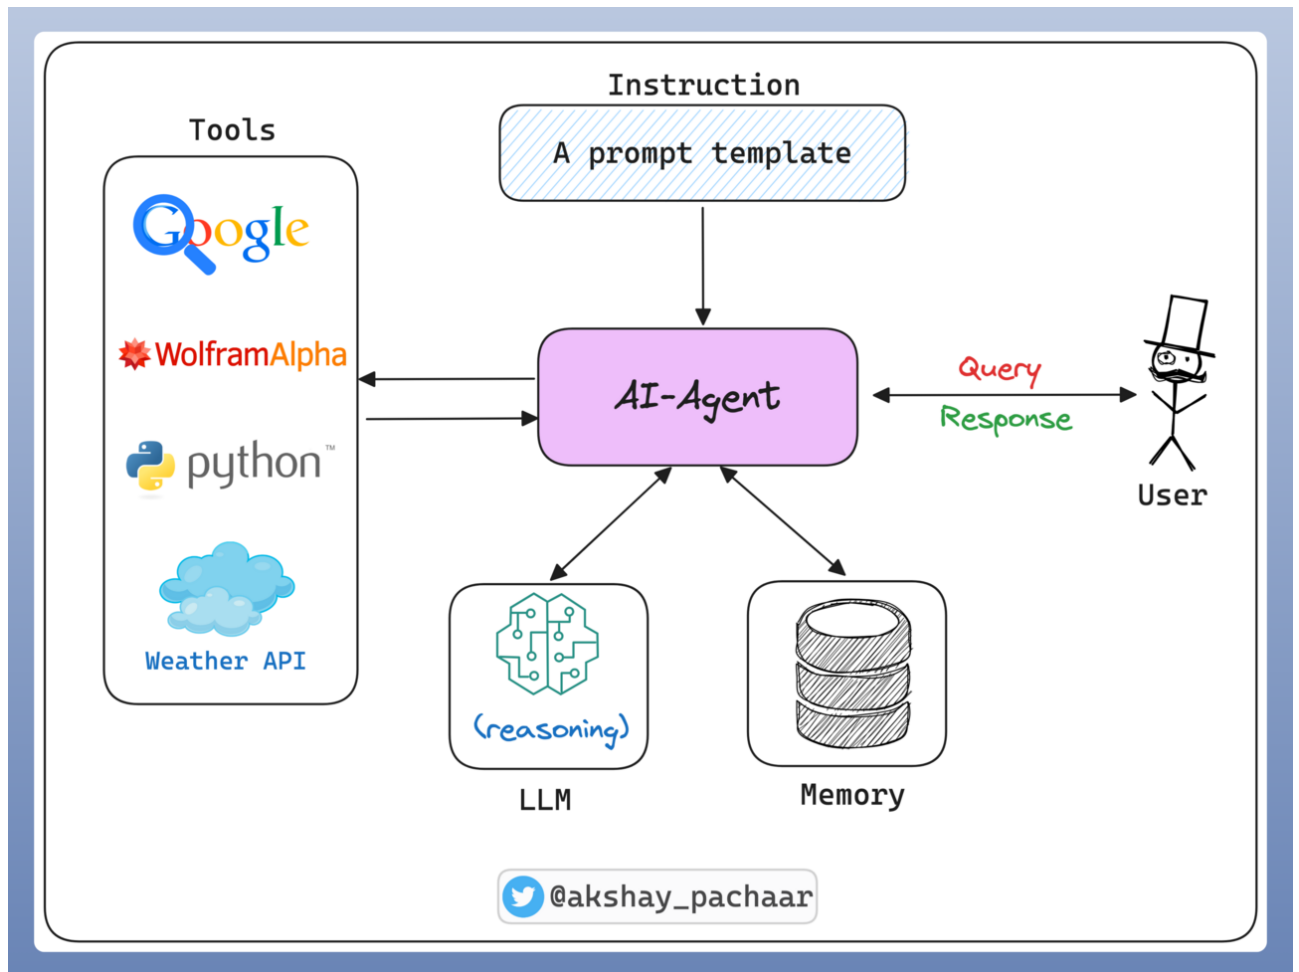 Instruction
A prompt template
Tools
Google
WolframAlpha
python™
Weather API
AI-Agent
Query
Response
User
(reasoning)
LLM
Memory
@akshay_pachaar